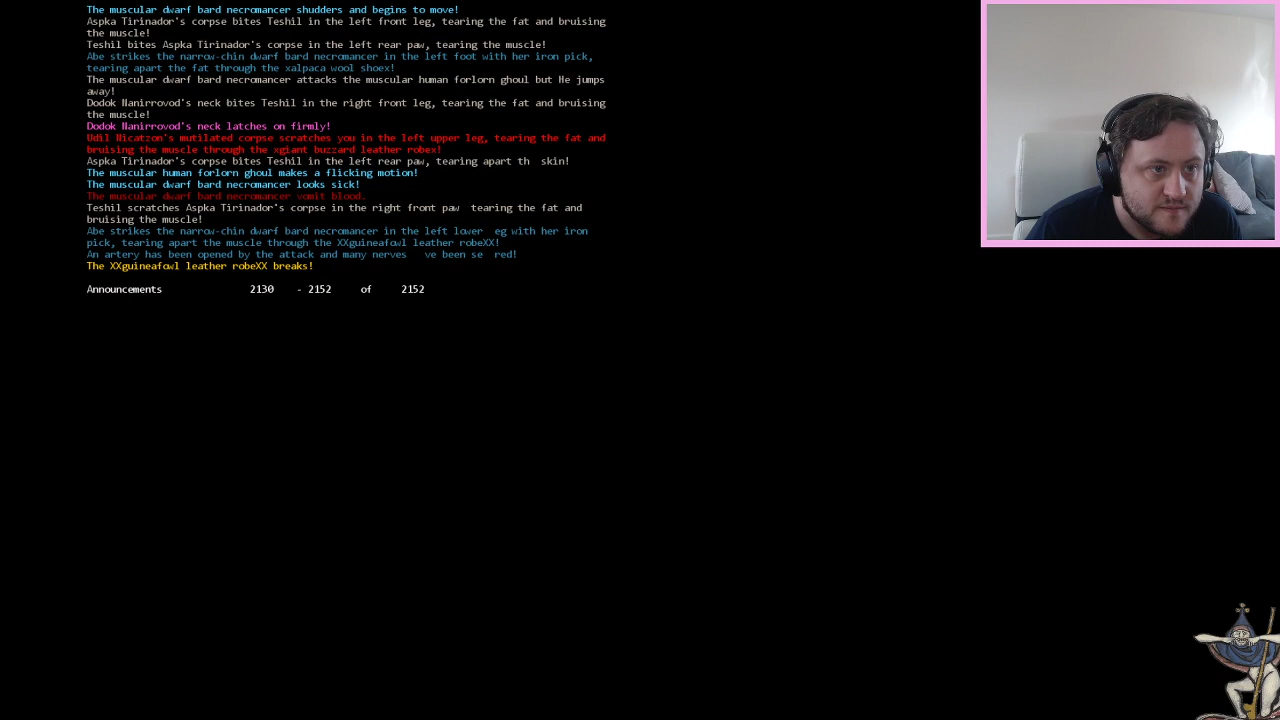 The muscular dwarf bard necromancer shudders and begins to move!
Aspka Tirinador's corpse bites Teshil in the left front leg, tearing the fat and bruising
the muscle!
Teshil bites Aspka Tirinador's corpse in the left rear paw, tearing the muscle!
Abe strikes the narrow-chin dwarf bard necromancer in the left foot with her iron pick,
tearing apart the fat through the xalpaca wool shoex!
The muscular dwarf bard necromancer attacks the muscular human forlorn ghoul but He jumps
away!
Dodok Nanirrovod's neck bites Teshil in the right front leg, tearing the fat and bruising
the muscle!
Dodok Nanirrovod's neck latches on firmly!
Udil Nicatzon's mutilated corpse scratches you in the left upper leg, tearing the fat and
bruising the muscle through the xgiant buzzard leather robex!
Aspka Tirinador's corpse bites Teshil in the left rear paw, tearing apart th skin!
The muscular human forlorn ghoul makes a flicking motion!
The muscular dwarf bard necromancer looks sick!
The muscular dwarf bard necromancer vomit blood.
Teshil scratches Aspka Tirinador's corpse in the right front paw tearing the fat and
bruising the muscle!
Abe strikes the narrow-chin dwarf bard necromancer in the left lower eg with her iron
pick, tearing apart the muscle through the XXguineafowl leather robeXX!
An artery has been opened by the attack and many nerves ve been se red!
The XXguineafowl leather robeXX breaks!
Announcements 2130 - 2152 of 2152